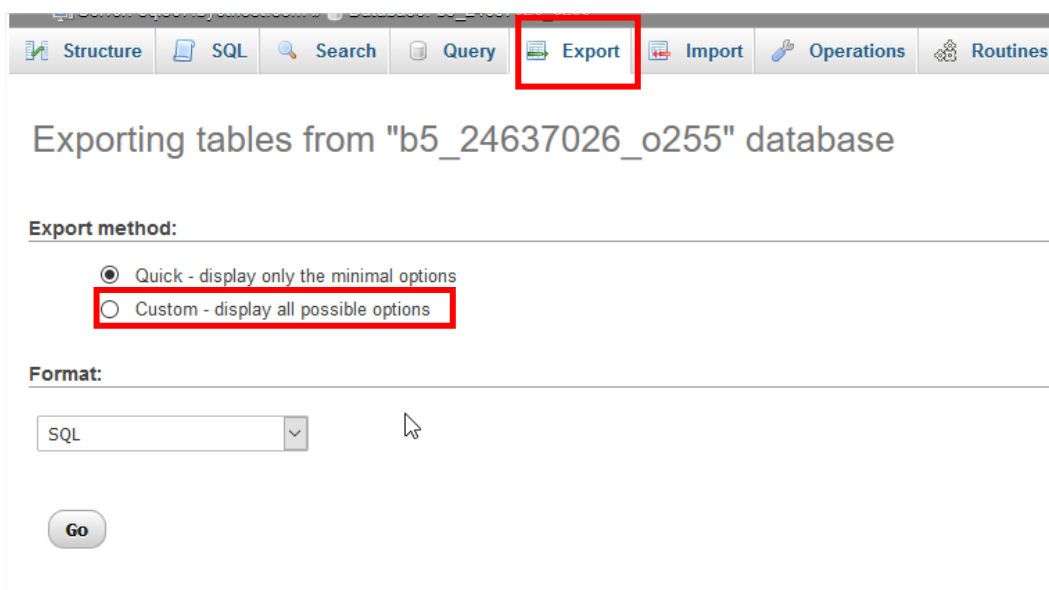 Structure SQL Search Query Export Import Operations Routines
Exporting tables from "b5_24637026_o255" database
Export method:
Quick - display only the minimal options
Custom - display all possible options
Format:
SQL
Go